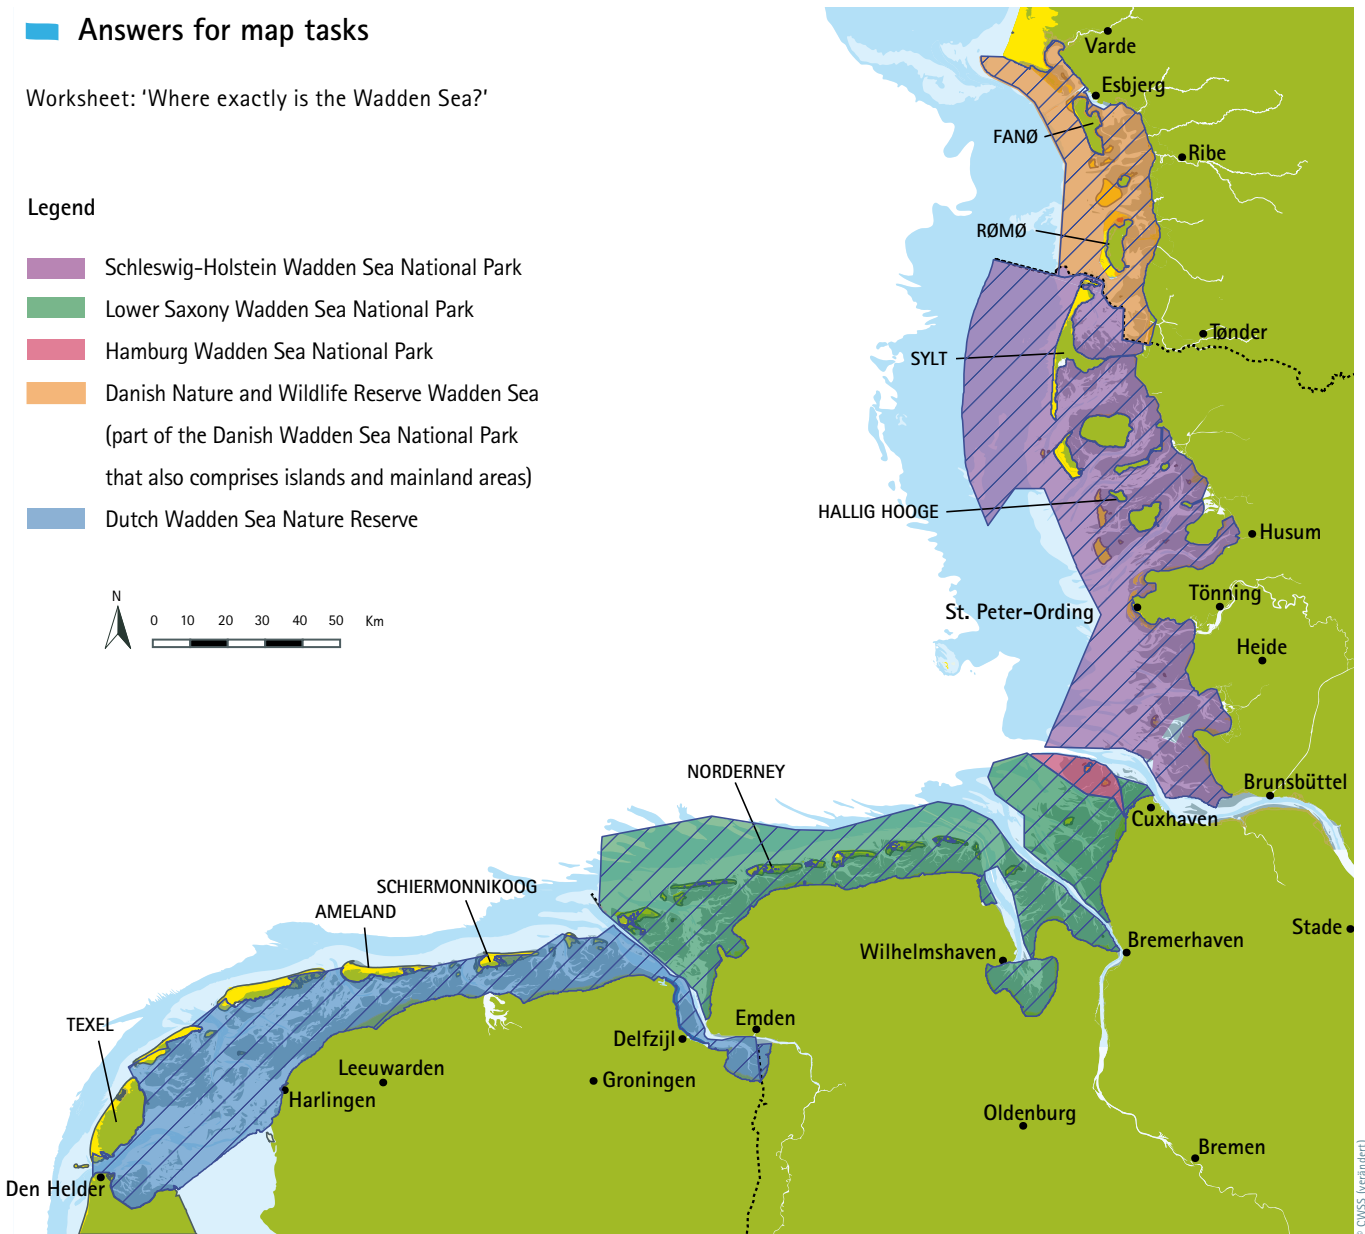 Answers for map tasks
Worksheet: ‘Where exactly is the Wadden Sea?’
Legend
Schleswig-Holstein Wadden Sea National Park
Lower Saxony Wadden Sea National Park
Hamburg Wadden Sea National Park
Danish Nature and Wildlife Reserve Wadden Sea
(part of the Danish Wadden Sea National Park
that also comprises islands and mainland areas)
Dutch Wadden Sea Nature Reserve
N
0 10 20 30 40 50 Km
Varde
Esbjerg
FANØ
Ribe
RØMØ
Tønder
SYLT
HALLIG HOOGE
Husum
Tönning
St. Peter-Ording
Heide
NORDERNEY
Brunsbüttel
Cuxhaven
SCHIERMONNIKOOG
AMELAND
Stade
Bremerhaven
Wilhelmshaven
TEXEL
Emden
Delfzijl
Leeuwarden
Groningen
Harlingen
Oldenburg
Bremen
Den Helder
CWSS (verändert)